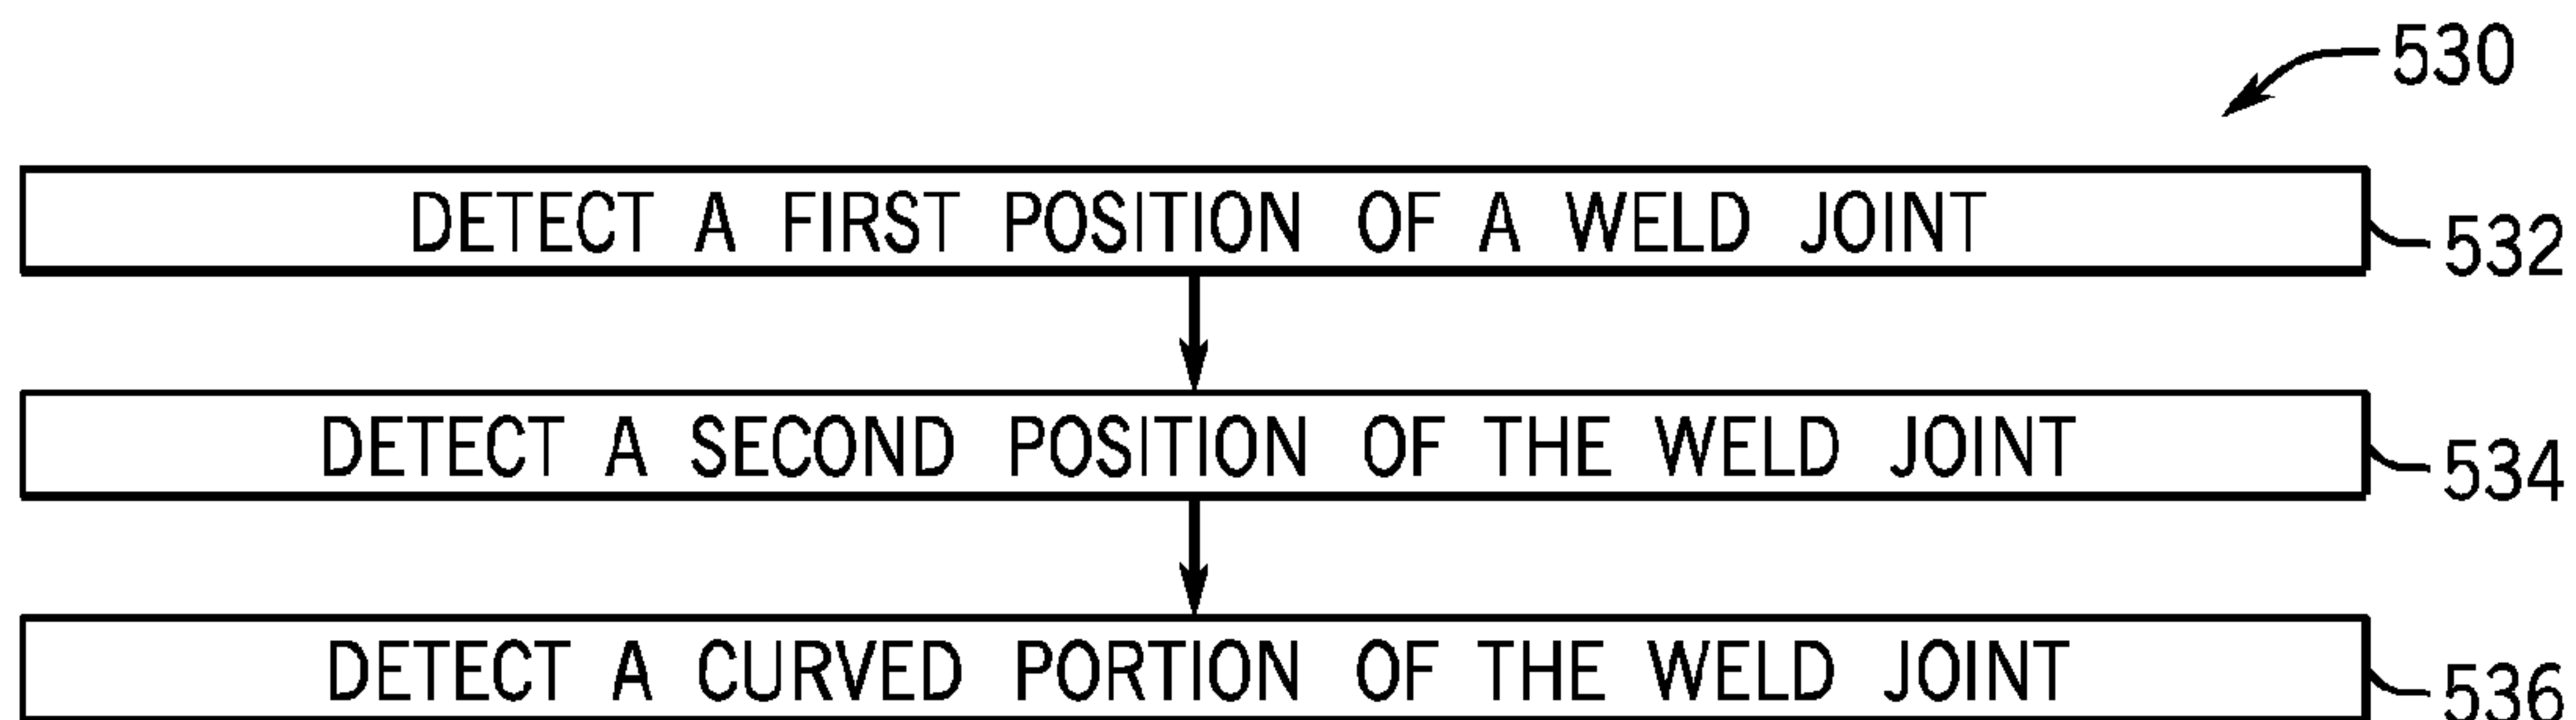 530
DETECT A FIRST POSITION OF A WELD JOINT
532
DETECT A SECOND POSITION OF THE WELD JOINT
534
DETECT A CURVED PORTION OF THE WELD JOINT
536